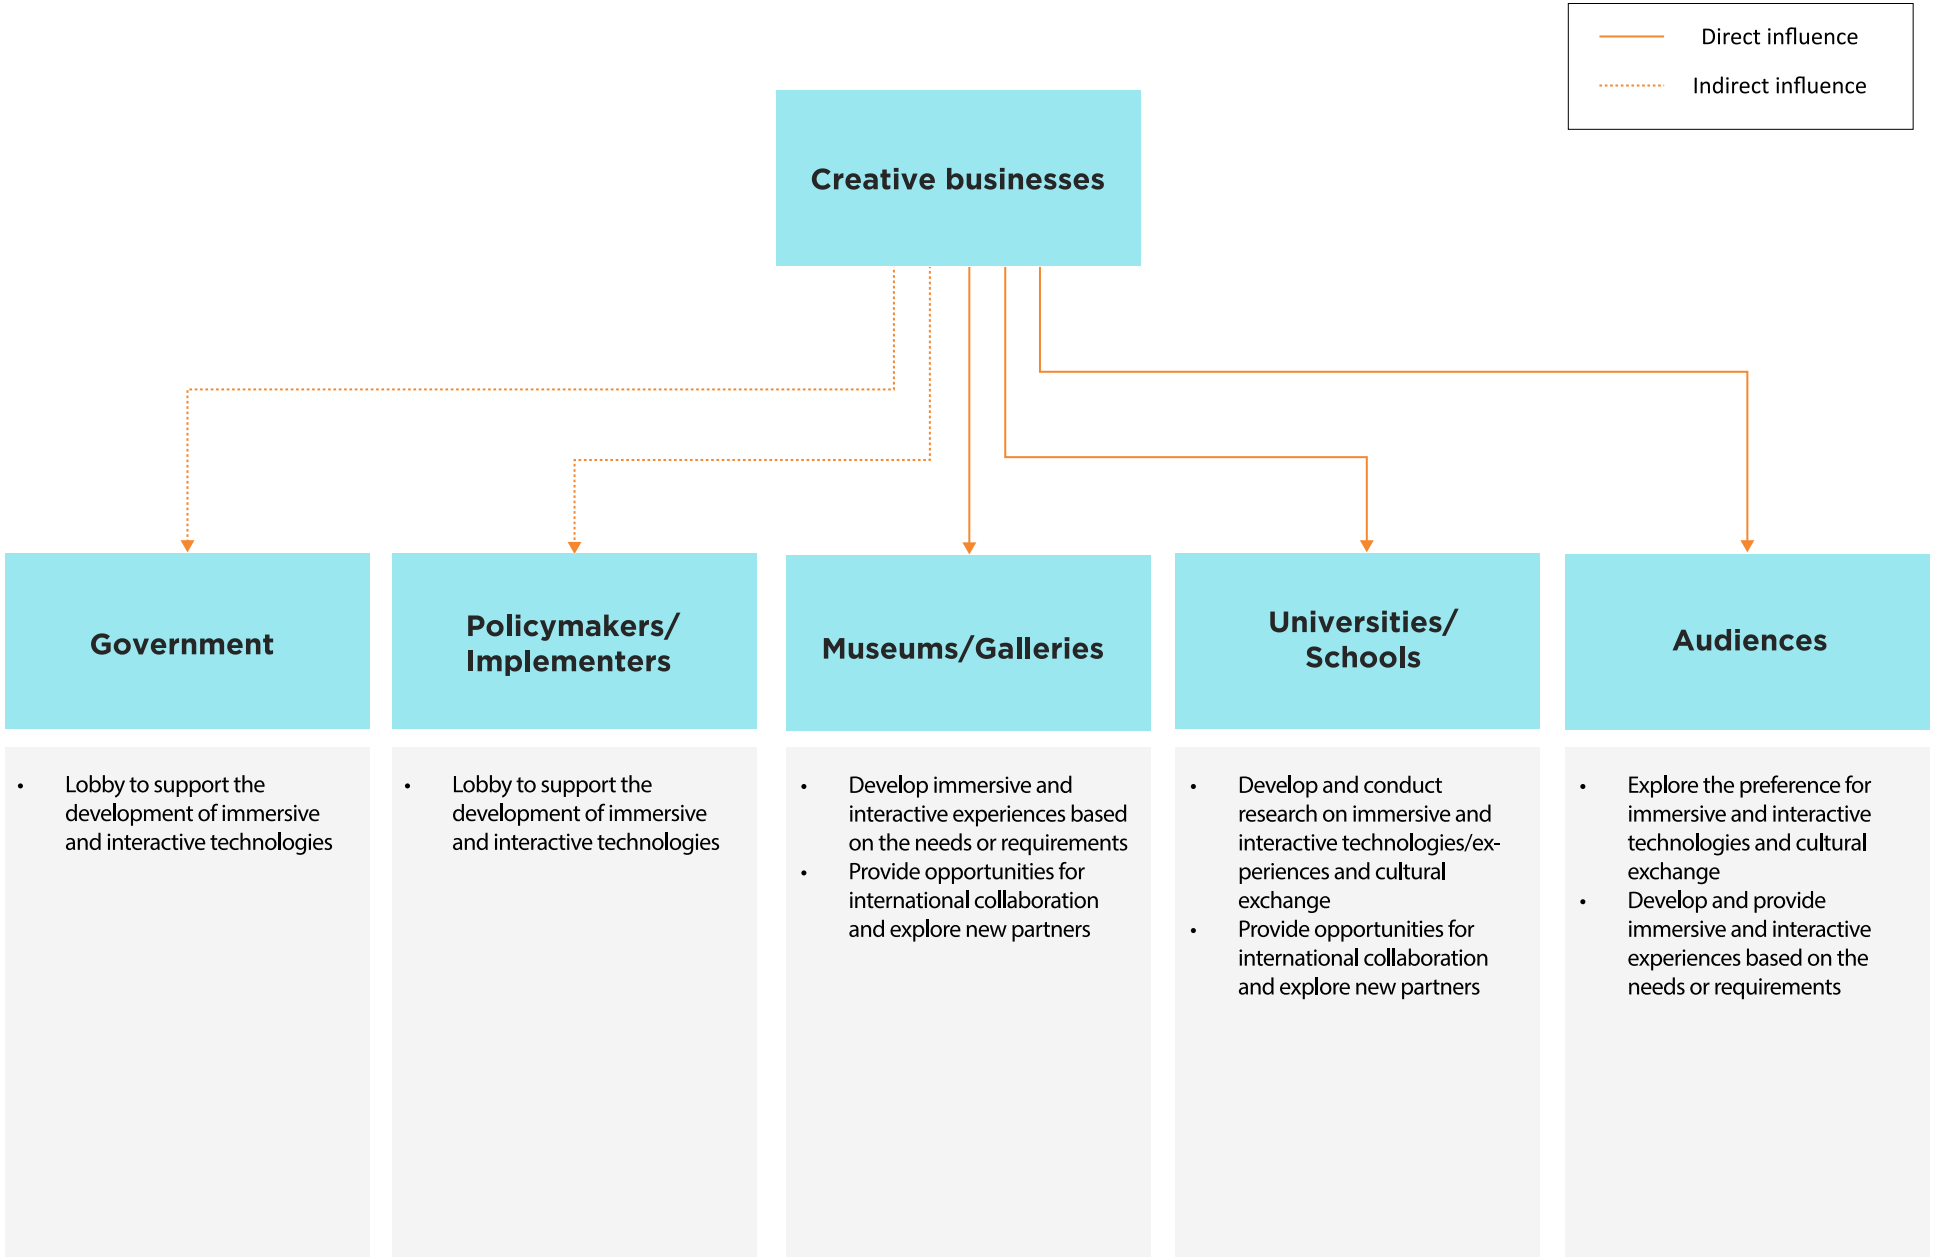 Direct influence
Indirect influence
Creative businesses
Government
Policymakers/
Implementers
Museums/Galleries
Universities/
Schools
Audiences
• Lobby to support the
development of immersive
and interactive technologies
• Lobby to support the
development of immersive
and interactive technologies
• Develop immersive and
interactive experiences based
on the needs or requirements
• Provide opportunities for
international collaboration
and explore new partners
• Develop and conduct
research on immersive and
interactive technologies/ex-
periences and cultural
exchange
• Provide opportunities for
international collaboration
and explore new partners
• Explore the preference for
immersive and interactive
technologies and cultural
exchange
• Develop and provide
immersive and interactive
experiences based on the
needs or requirements